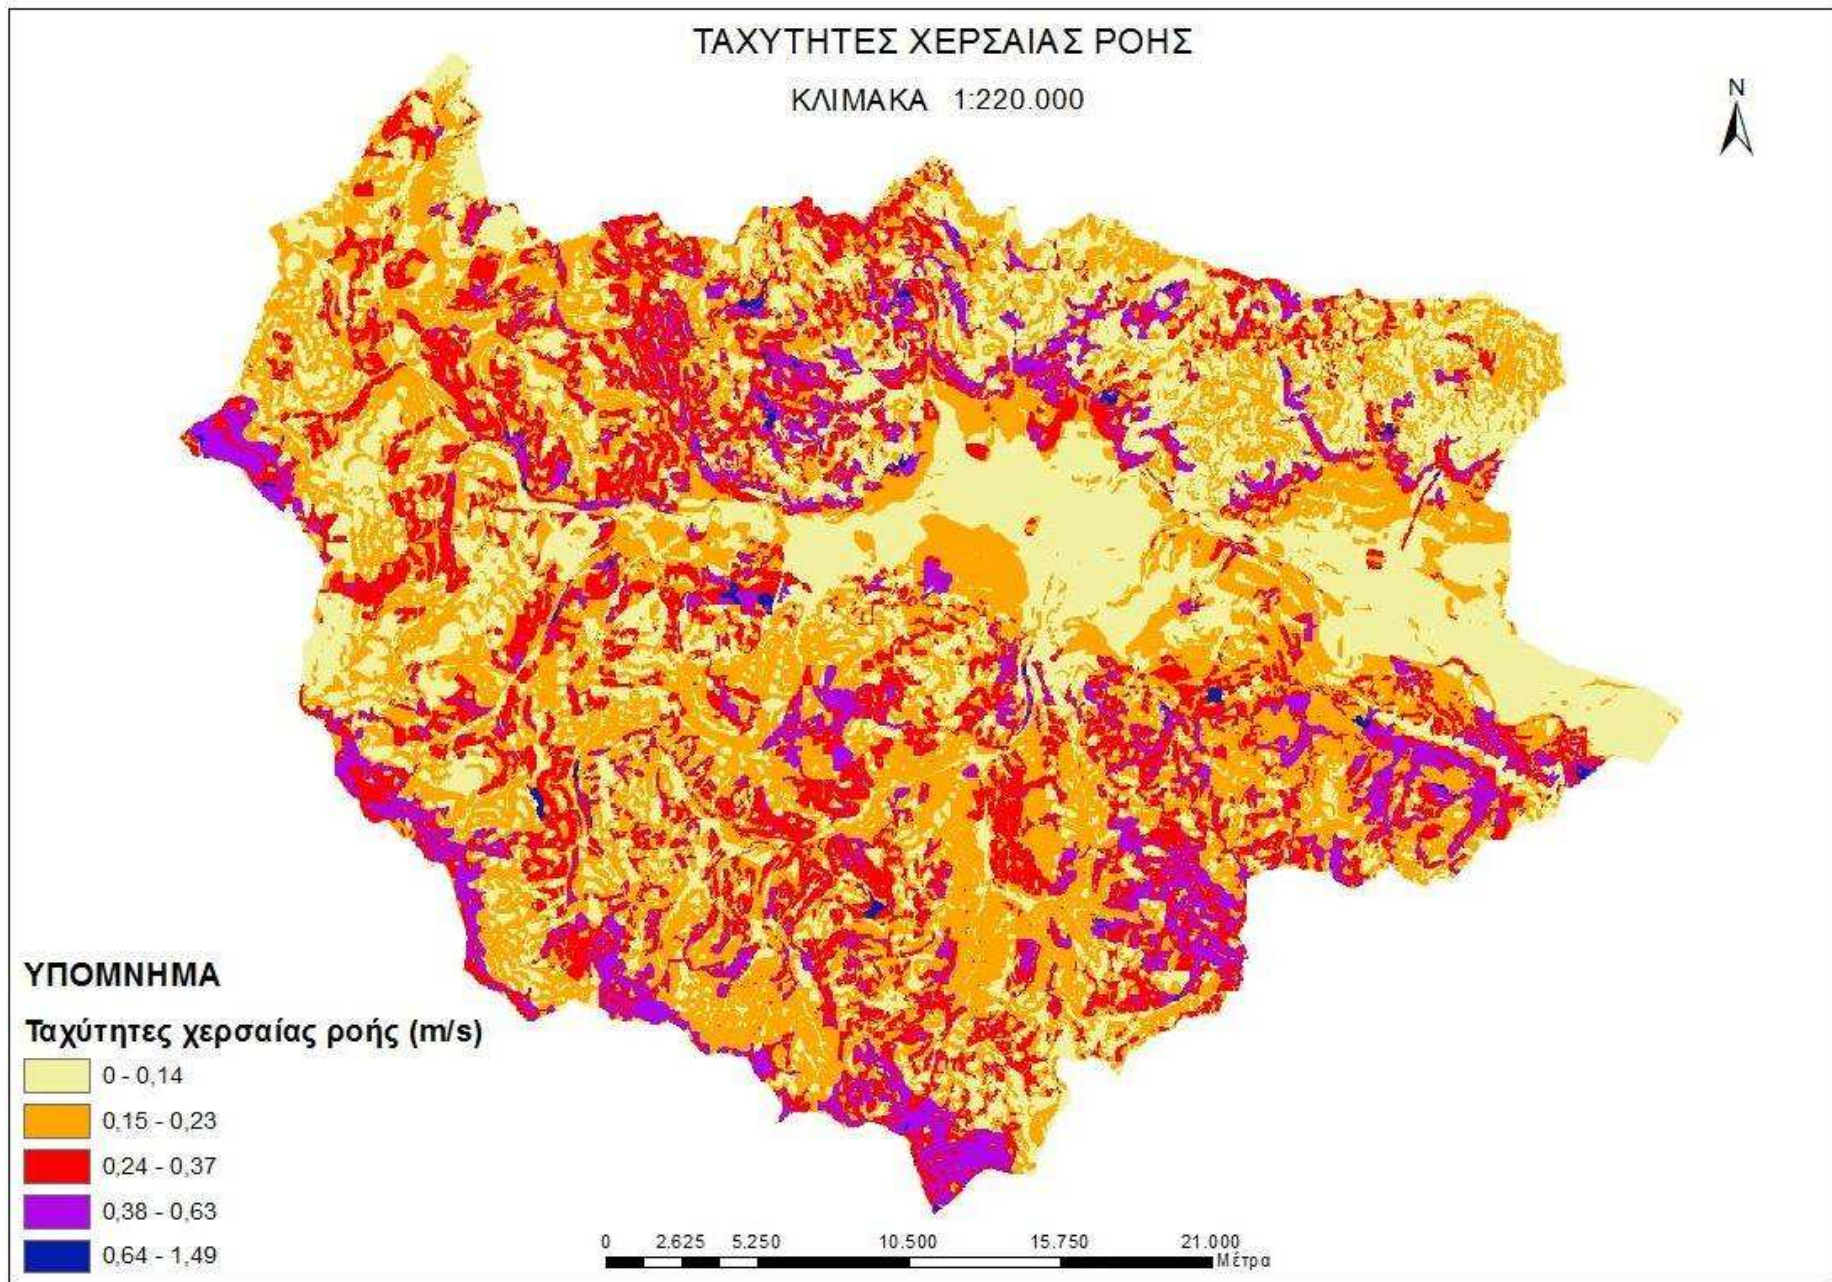 ΤΑΧΥΤΗΤΕΣ ΧΕΡΣΑΙΑΣ ΡΟΗΣ
ΚΛΙΜΑΚΑ 1:220.000
N
ΥΠΟΜΝΗΜΑ
Ταχύτητες χερσαίας ροής (m/s)
0 - 0,14
0,15 - 0,23
0,24 - 0,37
0,38 - 0,63
0,64 - 1,49
0 2.625 5.250 10.500 15.750 21.000
Μέτρα